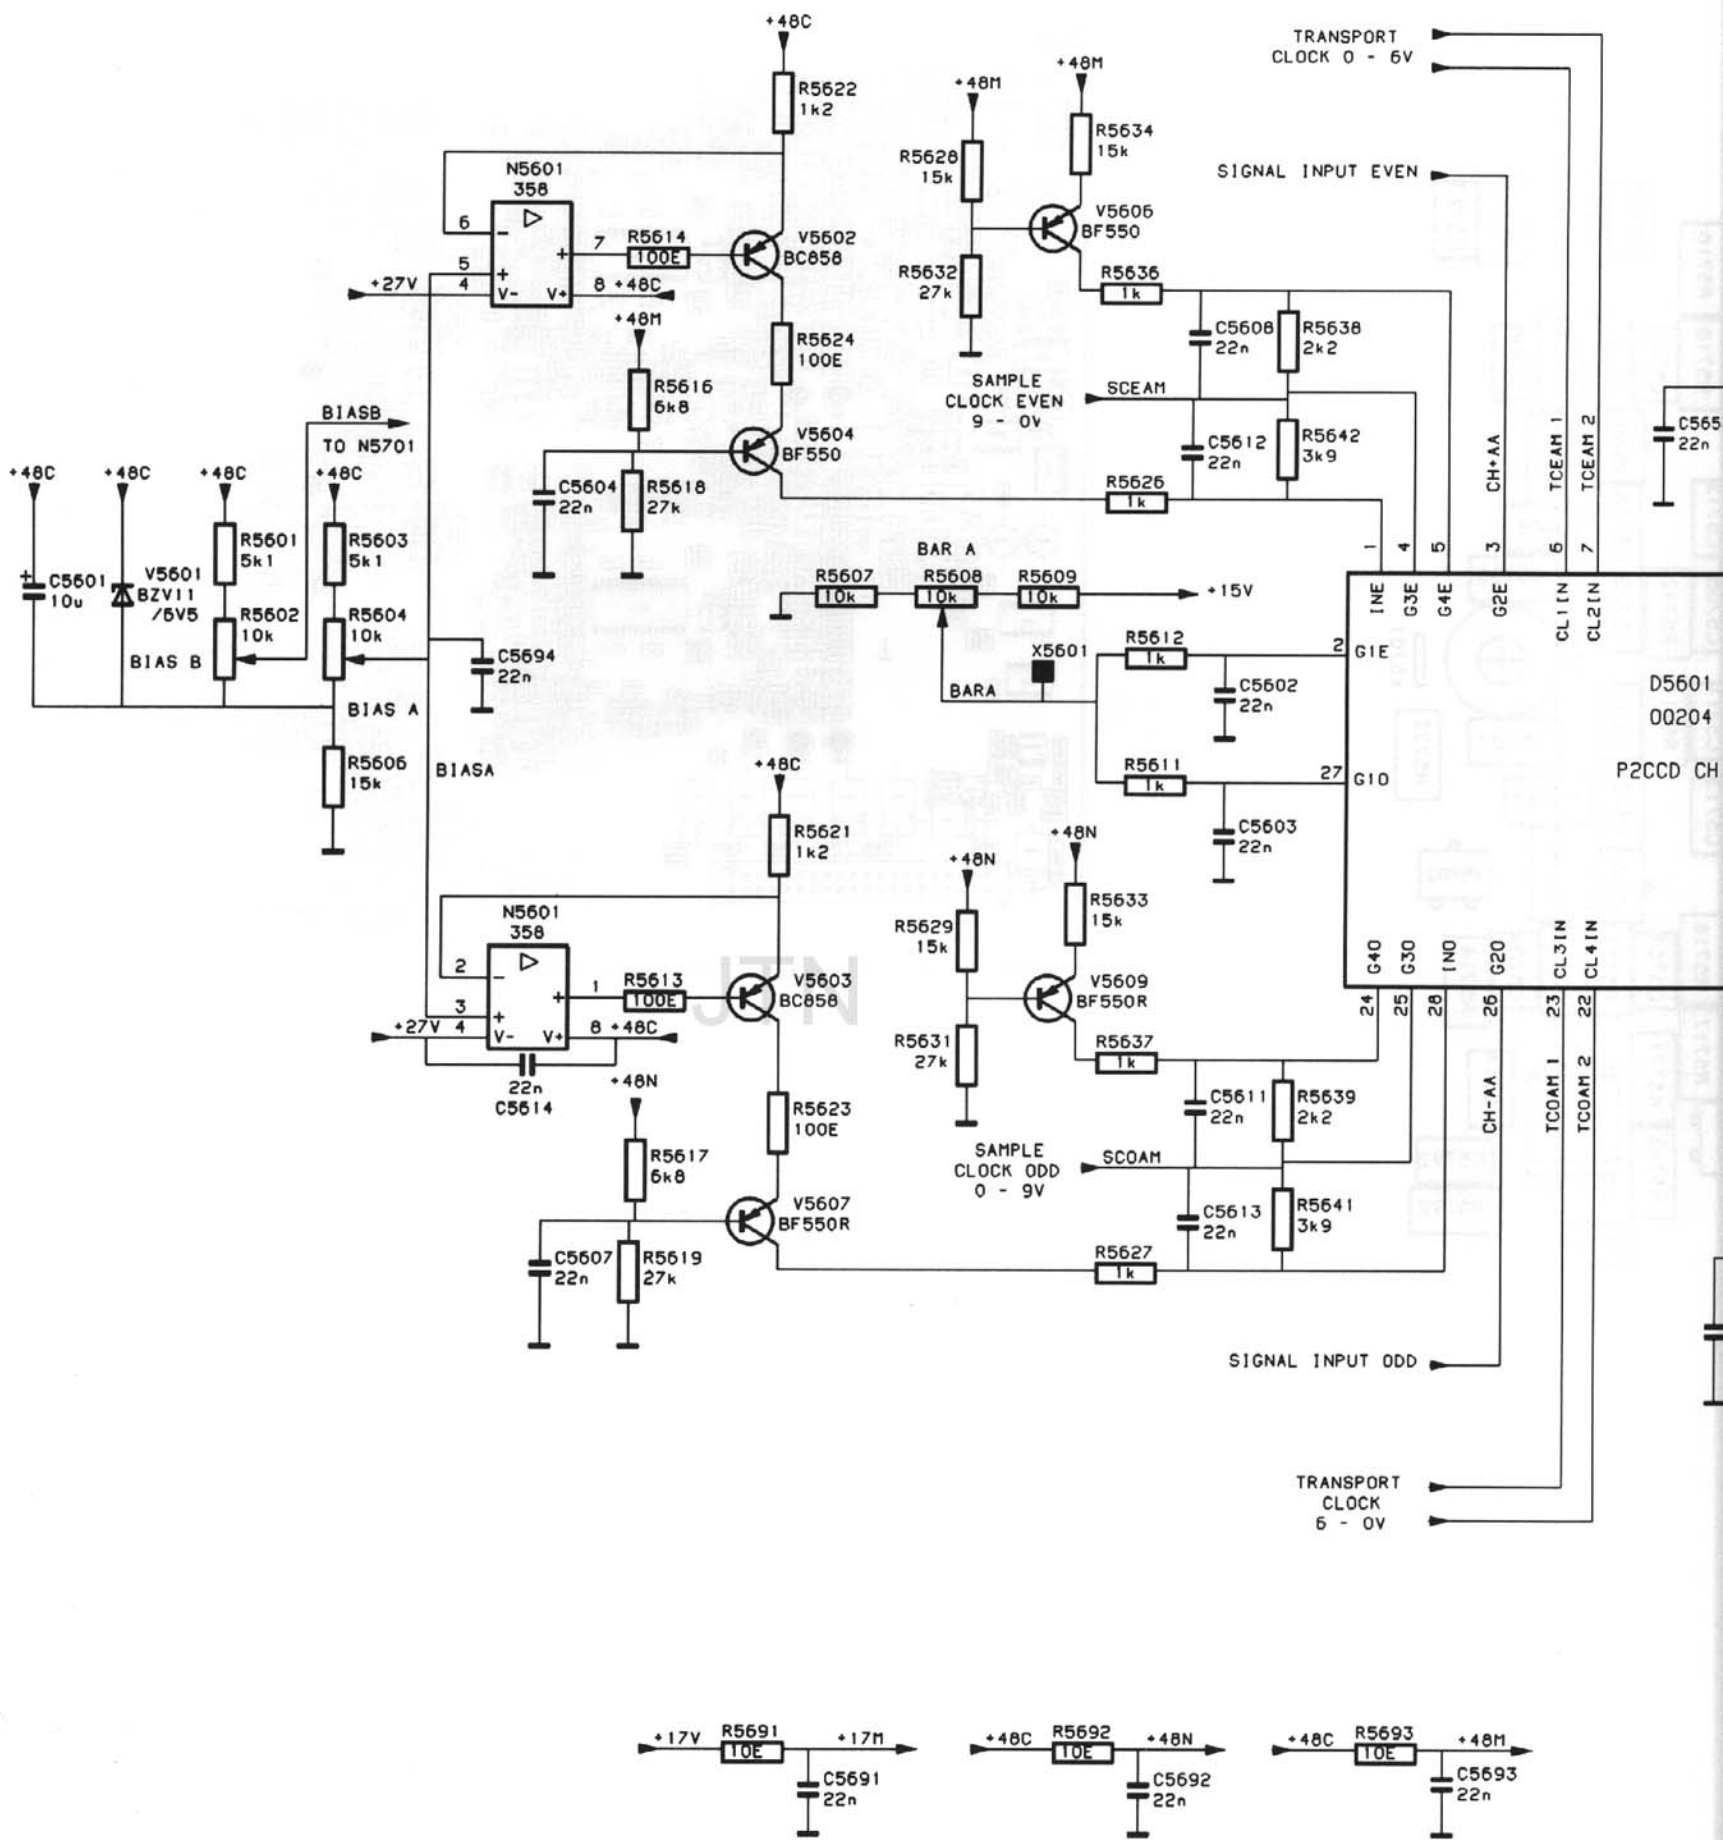 +48C
R5622
1k2
TRANSPORT
CLOCK 0 - 6V
+48M
+48M
R5634
15k
R5628
15k
SIGNAL INPUT EVEN
N5601
358
6
5
4
+27V
-
+
V-
+
V+
7
8 +48C
R5614
100E
V5602
BC858
V5606
BF550
R5632
27k
R5636
1k
+48M
R5624
100E
C5608
22n
R5638
2k2
R5616
6k8
SAMPLE
CLOCK EVEN
9 - 0V
SCEAM
BIASB
TO N5701
V5604
BF550
C5612
22n
R5642
3k9
CH+AA
TCEAM 1
TCEAM 2
C565
22n
+48C
+48C
+48C
+48C
C5604
22n
R5618
27k
R5626
1k
+
C5601
10u
V5601
BZV11
/6V5
R5601
5k1
R5603
5k1
BAR A
1
4
5
3
6
7
R5607
10k
R5608
10k
R5609
10k
+15V
INE
G3E
G4E
G2E
CL1IN
CL2IN
R5602
10k
R5604
10k
BIAS B
C5694
22n
X5601
R5612
1k
2
G1E
BARA
C5602
22n
D5601
OQ204
BIAS A
R5606
15k
BIASA
+48C
R5611
1k
27
G1O
P2CCD CH
R5621
1k2
C5603
22n
+48N
+48N
R5633
15k
R5629
15k
N5601
358
2
3
4
+27V
-
+
V-
+
V+
1
8 +48C
R5613
100E
V5603
BC858
JTN
V5609
BF550R
G4O
G3O
INO
G2O
CL3IN
CL4IN
24
25
28
26
23
22
R5631
27k
R5637
1k
22n
C5614
+48N
R5623
100E
C5611
22n
R5639
2k2
CH-AA
TCOAM 1
TCOAM 2
R5617
6k8
SAMPLE
CLOCK ODD
0 - 9V
SCOAM
V5607
BF550R
C5613
22n
R5641
3k9
C5607
22n
R5619
27k
R5627
1k
SIGNAL INPUT ODD
TRANSPORT
CLOCK
6 - 0V
+17V
R5691
10E
+17M
C5691
22n
+48C
R5692
10E
+48N
C5692
22n
+48C
R5693
10E
+48M
C5693
22n